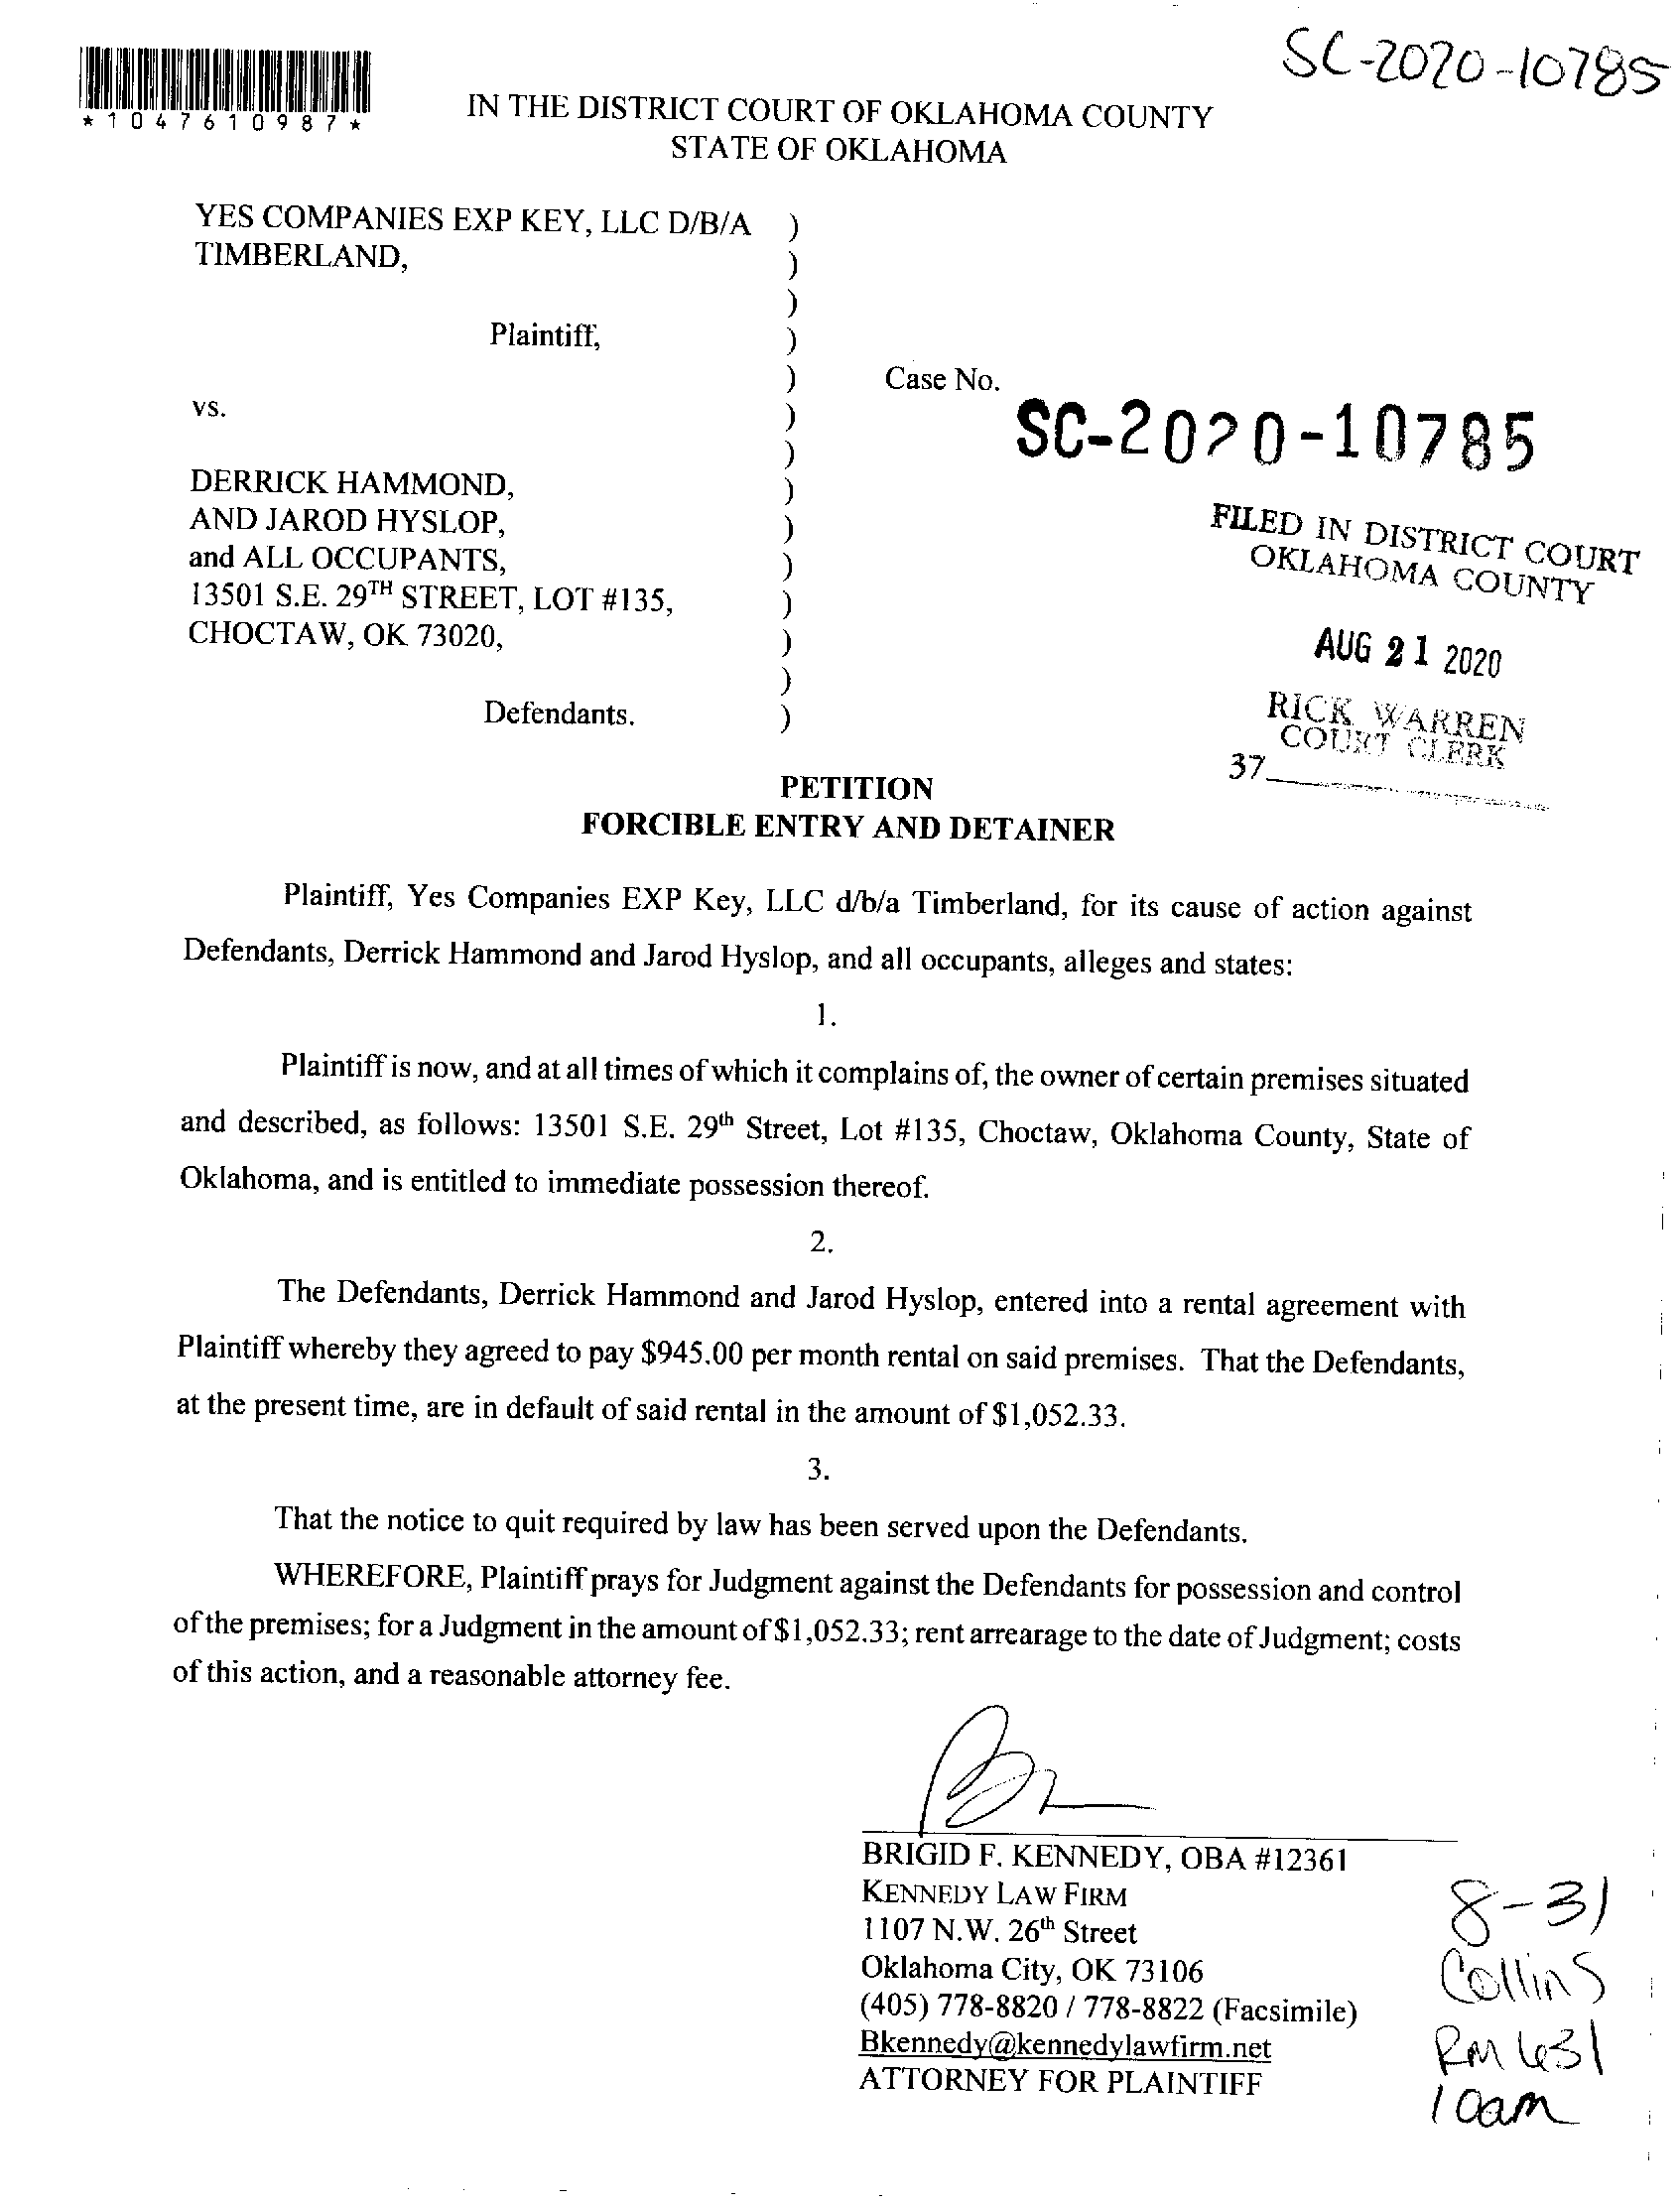 SC-2020-10785
*1047610987*
IN THE DISTRICT COURT OF OKLAHOMA COUNTY
STATE OF OKLAHOMA
YES COMPANIES EXP KEY, LLC D/B/A )
TIMBERLAND, )
)
Plaintiff, )
) Case No.
vs. )
SC-2020-10785
)
DERRICK HAMMOND, )
AND JAROD HYSLOP, )
and ALL OCCUPANTS, )
13501 S.E. 29TH STREET, LOT #135, )
CHOCTAW, OK 73020, )
)
Defendants. )
FILED IN DISTRICT COURT
OKLAHOMA COUNTY
AUG 21 2020
RICK WARREN
COURT CLERK
37
PETITION
FORCIBLE ENTRY AND DETAINER
Plaintiff, Yes Companies EXP Key, LLC d/b/a Timberland, for its cause of action against
Defendants, Derrick Hammond and Jarod Hyslop, and all occupants, alleges and states:
1.
Plaintiff is now, and at all times of which it complains of, the owner of certain premises situated
and described, as follows: 13501 S.E. 29th Street, Lot #135, Choctaw, Oklahoma County, State of
Oklahoma, and is entitled to immediate possession thereof.
2.
The Defendants, Derrick Hammond and Jarod Hyslop, entered into a rental agreement with
Plaintiff whereby they agreed to pay $945.00 per month rental on said premises. That the Defendants,
at the present time, are in default of said rental in the amount of $1,052.33.
3.
That the notice to quit required by law has been served upon the Defendants.
WHEREFORE, Plaintiff prays for Judgment against the Defendants for possession and control
of the premises; for a Judgment in the amount of $1,052.33; rent arrearage to the date of Judgment; costs
of this action, and a reasonable attorney fee.
BRIGID F. KENNEDY, OBA #12361
KENNEDY LAW FIRM
1107 N.W. 26th Street
Oklahoma City, OK 73106
(405) 778-8820 / 778-8822 (Facsimile)
Bkennedy@kennedylawfirm.net
ATTORNEY FOR PLAINTIFF
8-31
Collins
RM 631
10am